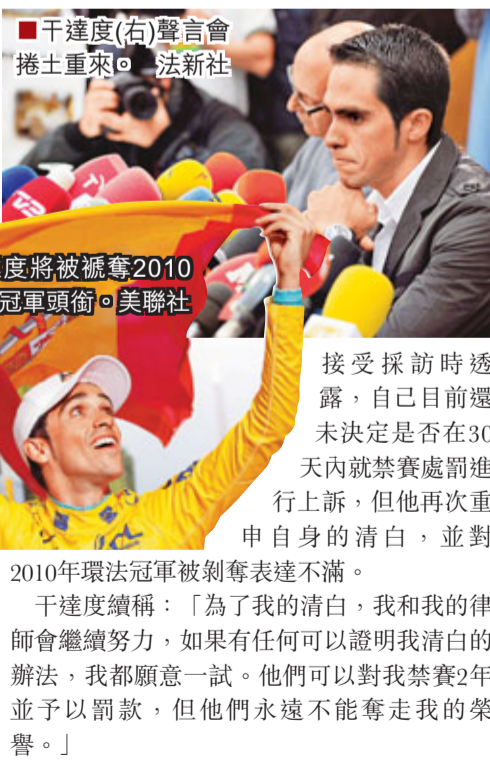 ■干達度(右)聲言會
捲土重來。 法新社
度將被褫奪2010
冠軍頭銜。美聯社
接受採訪時透
露，自己目前還
未決定是否在30
天內就禁賽處罰進
行上訴，但他再次重
申自身的清白，並對
2010年環法冠軍被剝奪表達不滿。
干達度續稱：「為了我的清白，我和我的律
師會繼續努力，如果有任何可以證明我清白的
辦法，我都願意一試。他們可以對我禁賽2年
並予以罰款，但他們永遠不能奪走我的榮
譽。」